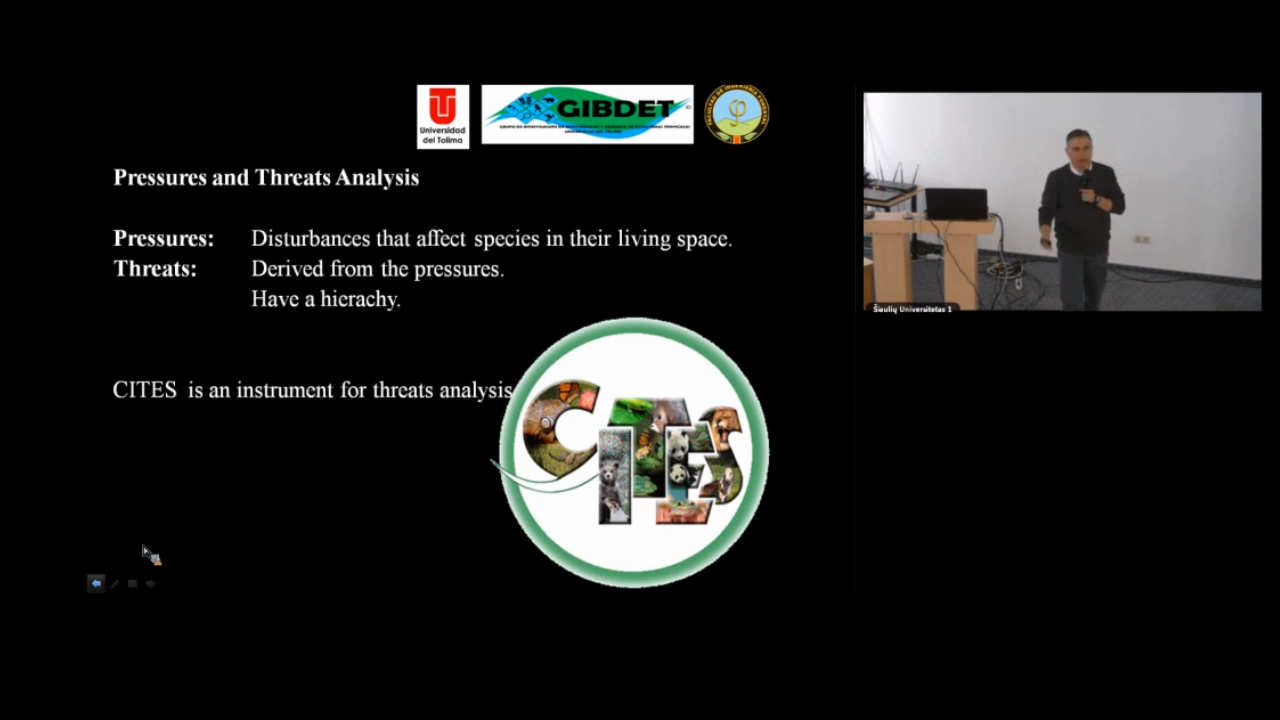 Universidad
del Tolima
GIBDET
Pressures and Threats Analysis
Pressures: Disturbances that affect species in their living space.
Threats: Derived from the pressures.
Have a hierachy.
CITES is an instrument for threats analysis
CITES
Šiaulių Universitetas 1